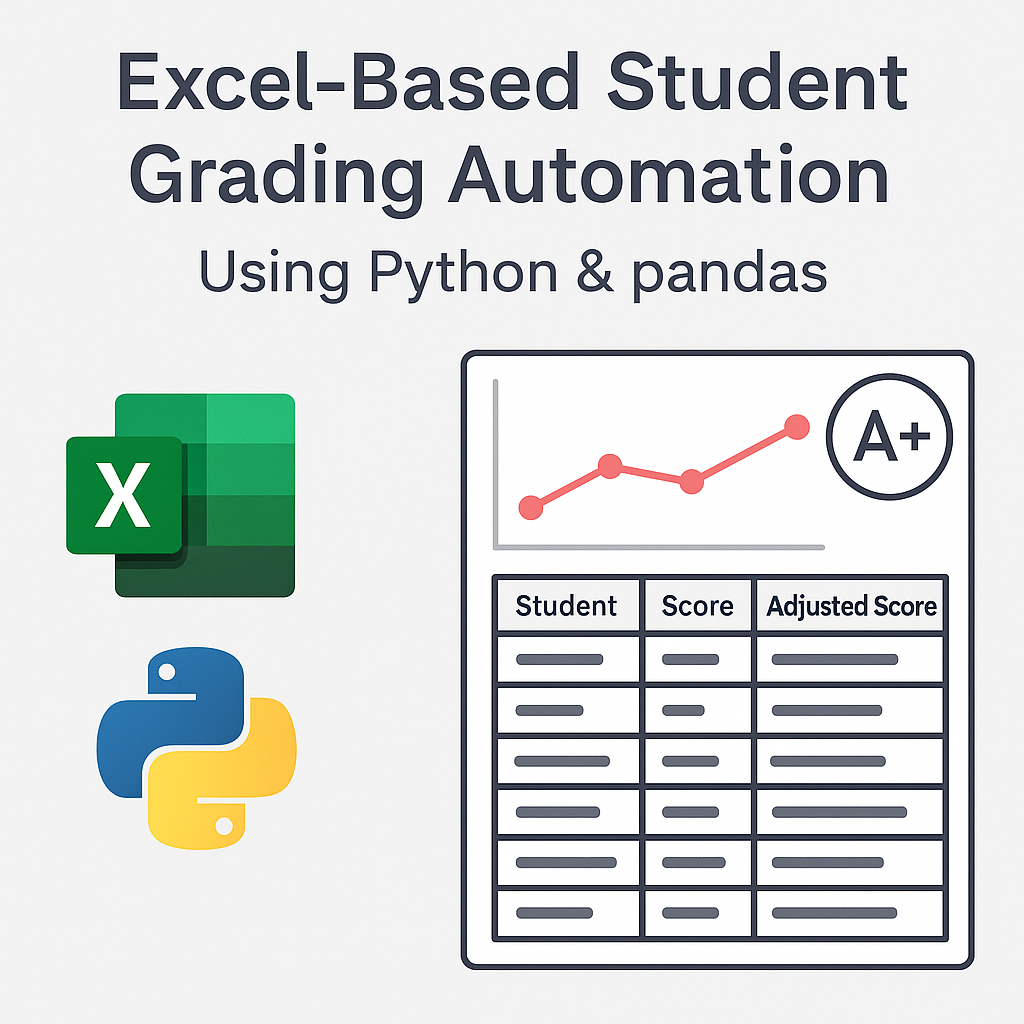 Excel-Based Student
Grading Automation
Using Python & pandas
X
A+
Student Score Adjusted Score